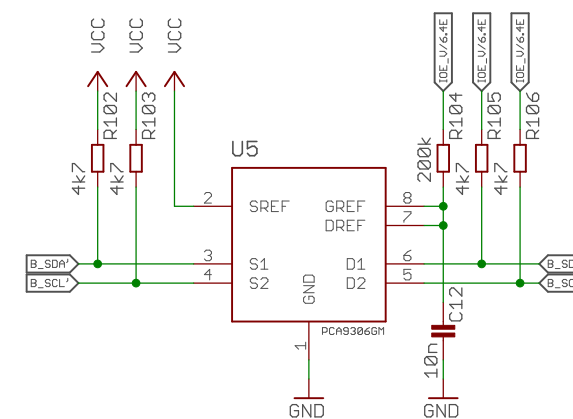 VCC
VCC
VCC
IOE_V/6.4E
IOE_V/6.4E
IOE_V/6.4E
R102
R103
R104
R105
R106
4k7
4k7
200k
4k7
4k7
U5
2
SREF
GREF
8
DREF
7
B_SDA'
3
S1
D1
6
B_SD
B_SCL'
4
S2
D2
5
B_SC
GND
1
PCA9306GM
C12
10n
GND
GND